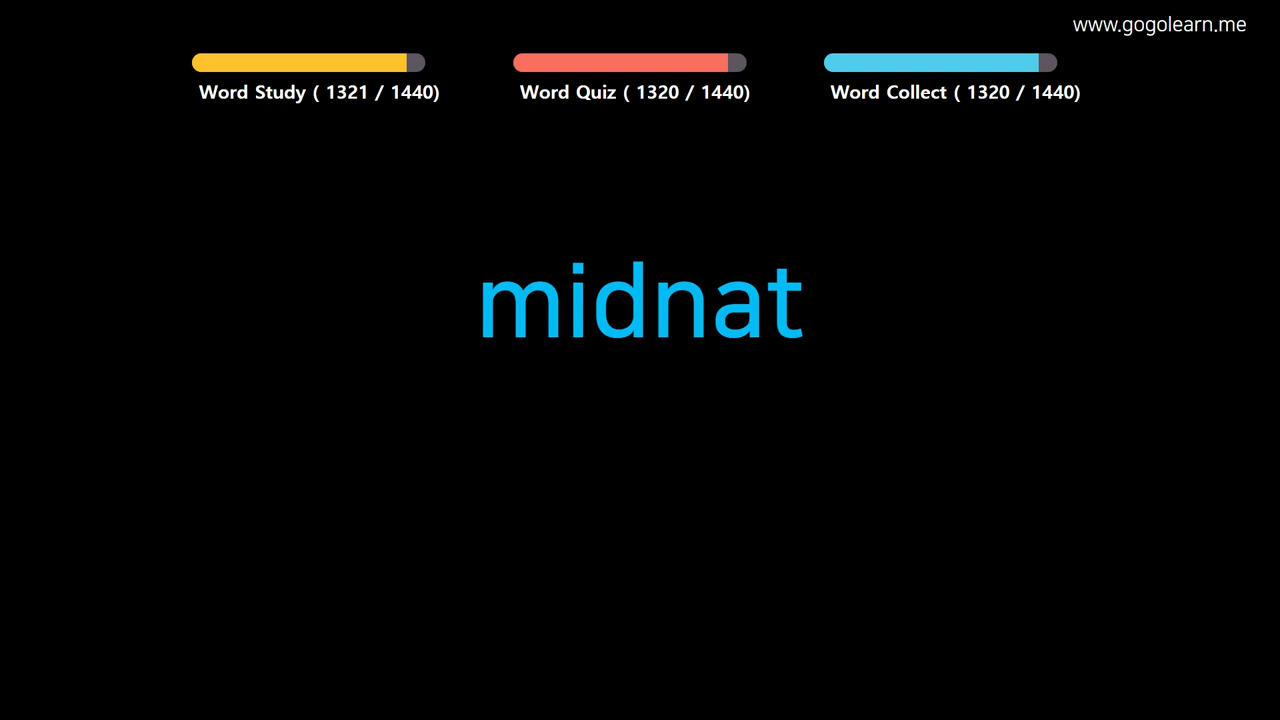 www.gogolearn.me
Word Study ( 1321 / 1440)
Word Quiz ( 1320 / 1440)
Word Collect ( 1320 / 1440)
midnat